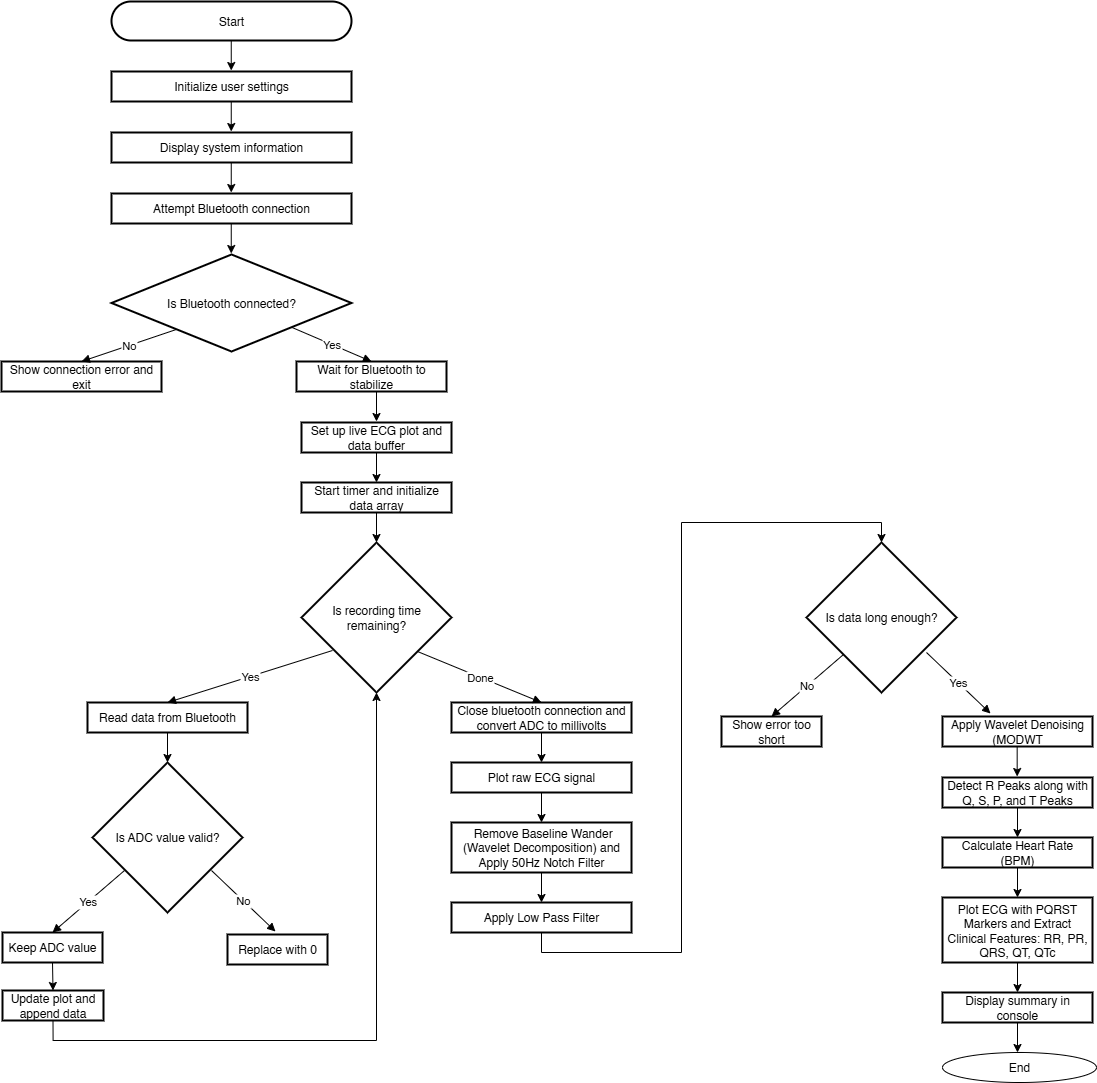 Start
Initialize user settings
Display system information
Attempt Bluetooth connection
Is Bluetooth connected?
No
Yes
Show connection error and
exit
Wait for Bluetooth to
stabilize
Set up live ECG plot and
data buffer
Start timer and initialize
data array
Is recording time
remaining?
Yes
Done
Read data from Bluetooth
Is ADC value valid?
Yes
No
Keep ADC value
Replace with 0
Update plot and
append data
Close bluetooth connection and
convert ADC to millivolts
Plot raw ECG signal
Remove Baseline Wander
(Wavelet Decomposition) and
Apply 50Hz Notch Filter
Apply Low Pass Filter
Is data long enough?
No
Yes
Show error too
short
Apply Wavelet Denoising
(MODWT
Detect R Peaks along with
Q, S, P, and T Peaks
Calculate Heart Rate
(BPM)
Plot ECG with PQRST
Markers and Extract
Clinical Features: RR, PR,
QRS, QT, QTc
Display summary in
console
End